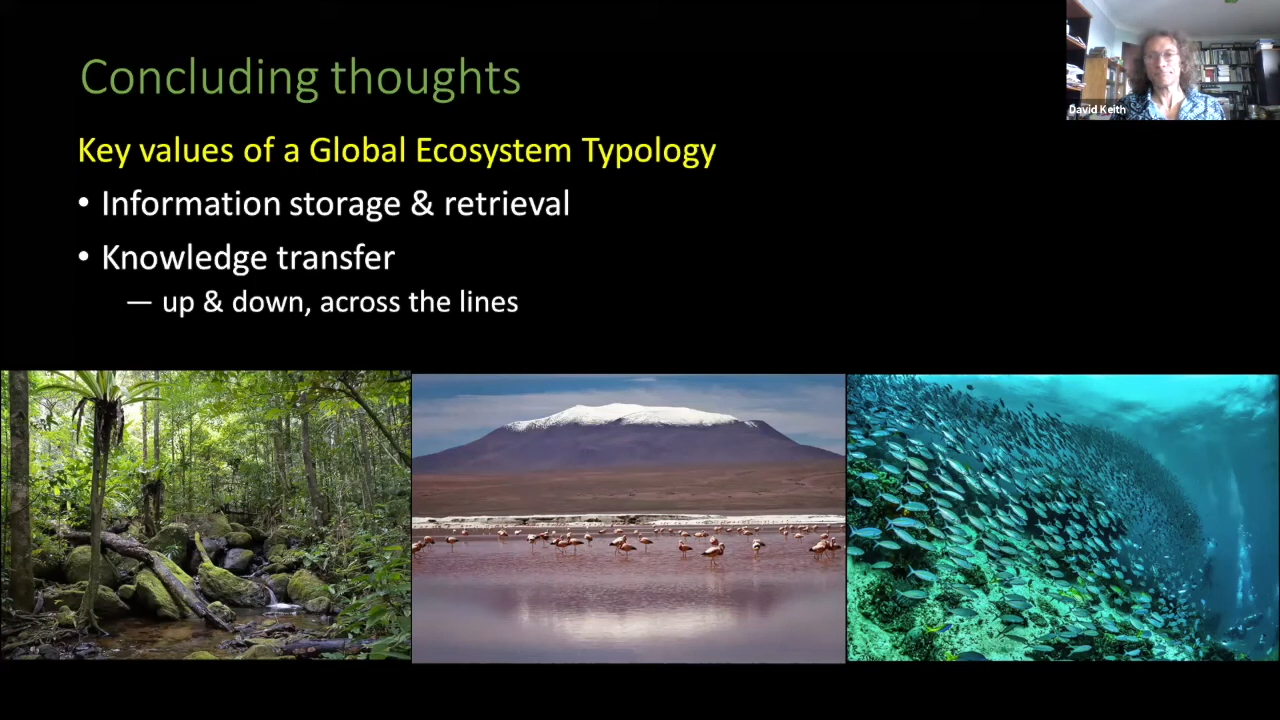 Concluding thoughts
David Keith
Key values of a Global Ecosystem Typology
• Information storage & retrieval
• Knowledge transfer
— up & down, across the lines